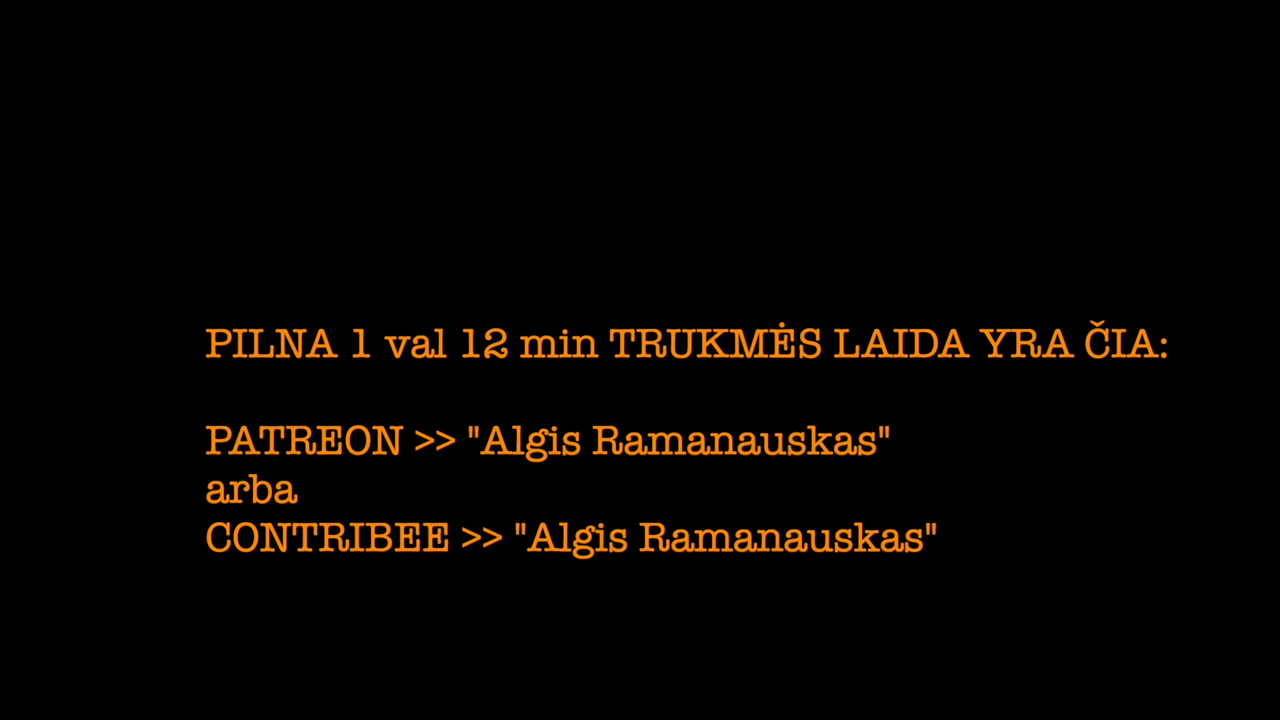 PILNA 1 val 12 min TRUKMĖS LAIDA YRA ČIA:
PATREON >> "Algis Ramanauskas"
arba
CONTRIBEE >> "Algis Ramanauskas"